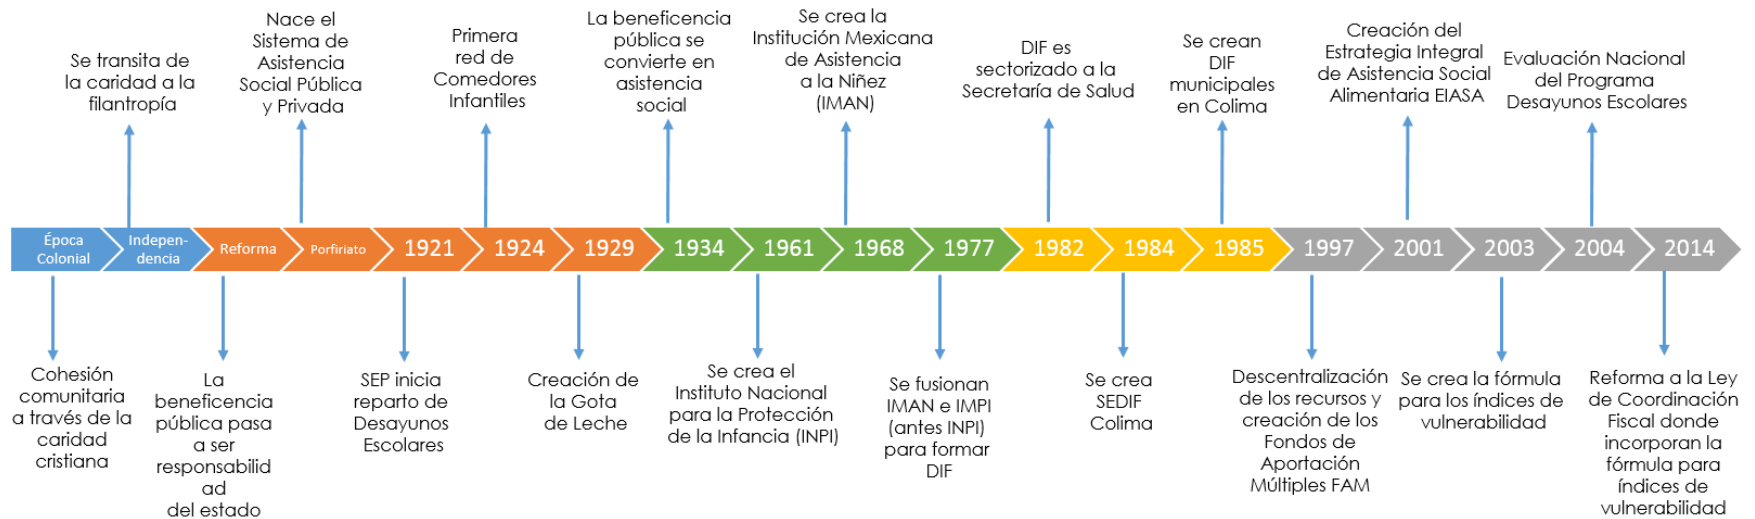 Se transita de
la caridad a la
filantropía
Nace el
Sistema de
Asistencia
Social Pública
y Privada
Primera
red de
Comedores
Infantiles
La beneficencia
pública se
convierte en
asistencia
social
Se crea la
Institución Mexicana
de Asistencia
a la Niñez
(IMAN)
DIF es
sectorizado a la
Secretaría de Salud
Se crean
DIF
municipales
en Colima
Creación del
Estrategia Integral
de Asistencia Social
Alimentaria EIASA
Evaluación Nacional
del Programa
Desayunos Escolares
Época
Colonial
Indepen-
dencia
Reforma
Porfiriato
1921
1924
1929
1934
1961
1968
1977
1982
1984
1985
1997
2001
2003
2004
2014
Cohesión
comunitaria
a través de la
caridad
cristiana
La
beneficencia
pública pasa
a ser
responsabilid
ad
del estado
SEP inicia
reparto de
Desayunos
Escolares
Creación de
la Gota
de Leche
Se crea el
Instituto Nacional
para la Protección
de la Infancia (INPI)
Se fusionan
IMAN e IMPI
(antes INPI)
para formar
DIF
Se crea
SEDIF
Colima
Descentralización
de los recursos y
creación de los
Fondos de
Aportación
Múltiples FAM
Se crea la fórmula
para los índices de
vulnerabilidad
Reforma a la Ley
de Coordinación
Fiscal donde
incorporan la
fórmula para
índices de
vulnerabilidad